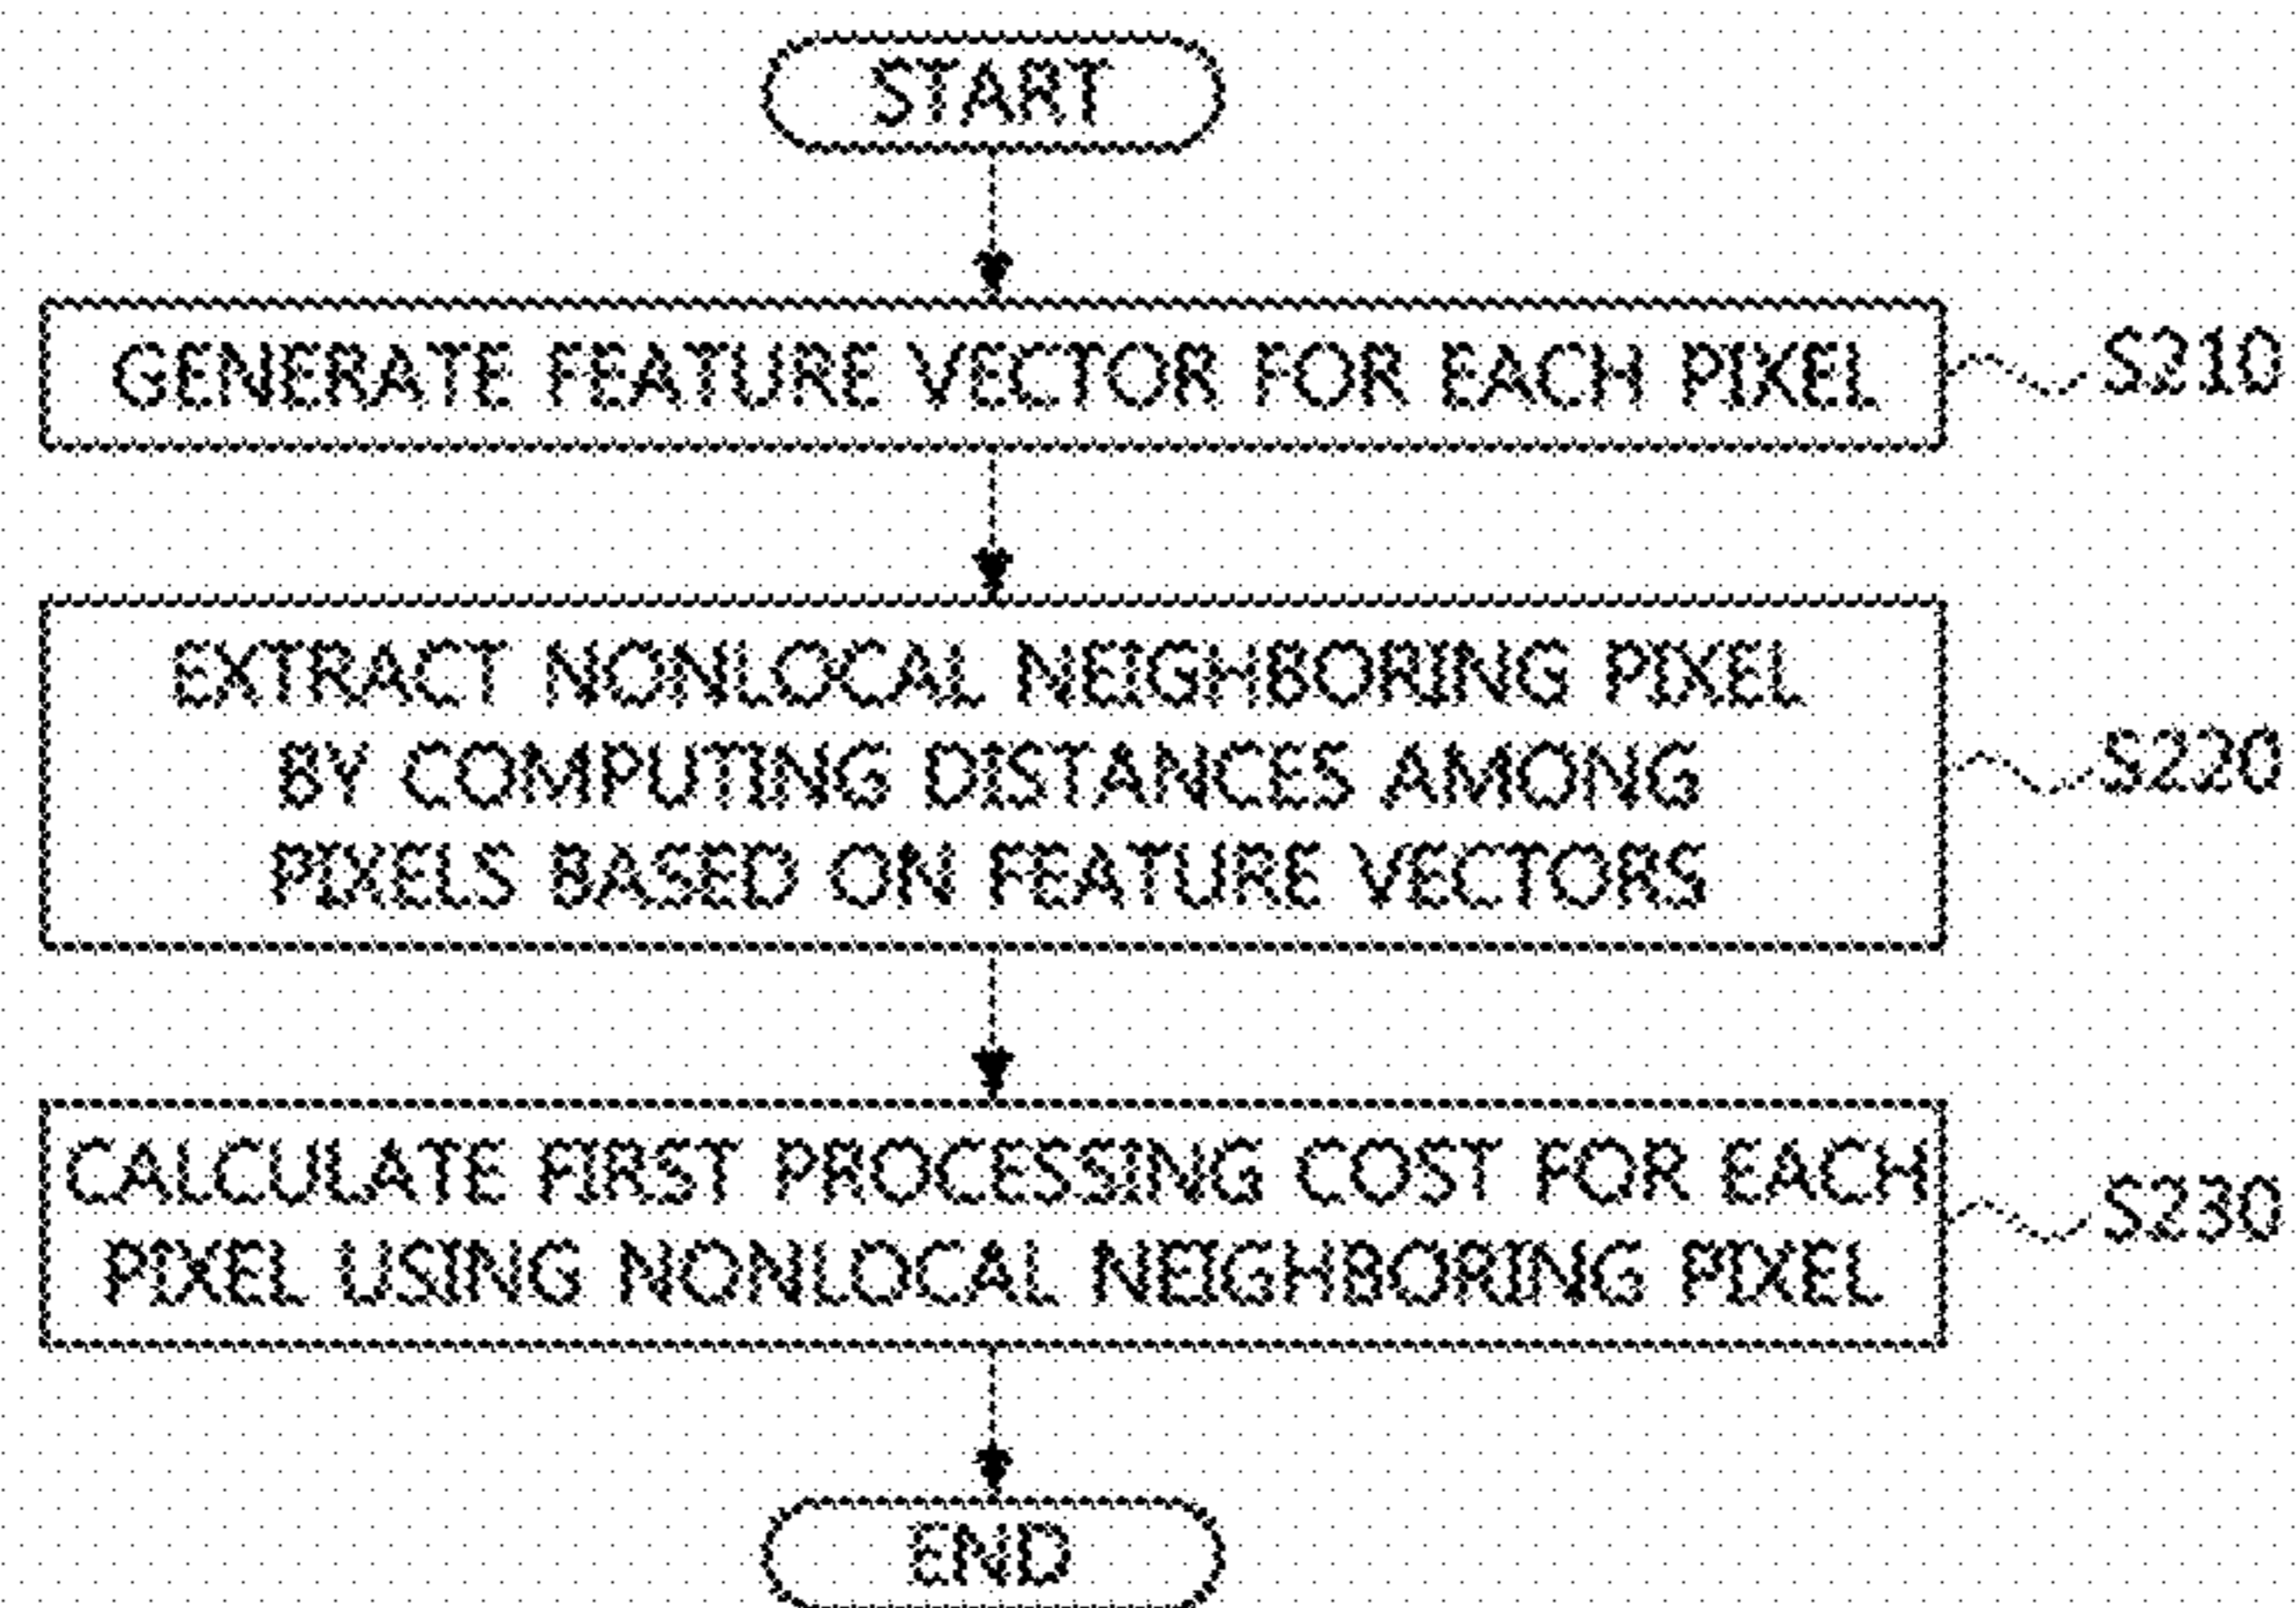 START
GENERATE FEATURE VECTOR FOR EACH PIXEL
S210
EXTRACT NONLOCAL NEIGHBORING PIXEL
BY COMPUTING DISTANCES AMONG
PIXELS BASED ON FEATURE VECTORS
S220
CALCULATE FIRST PROCESSING COST FOR EACH
PIXEL USING NONLOCAL NEIGHBORING PIXEL
S230
END